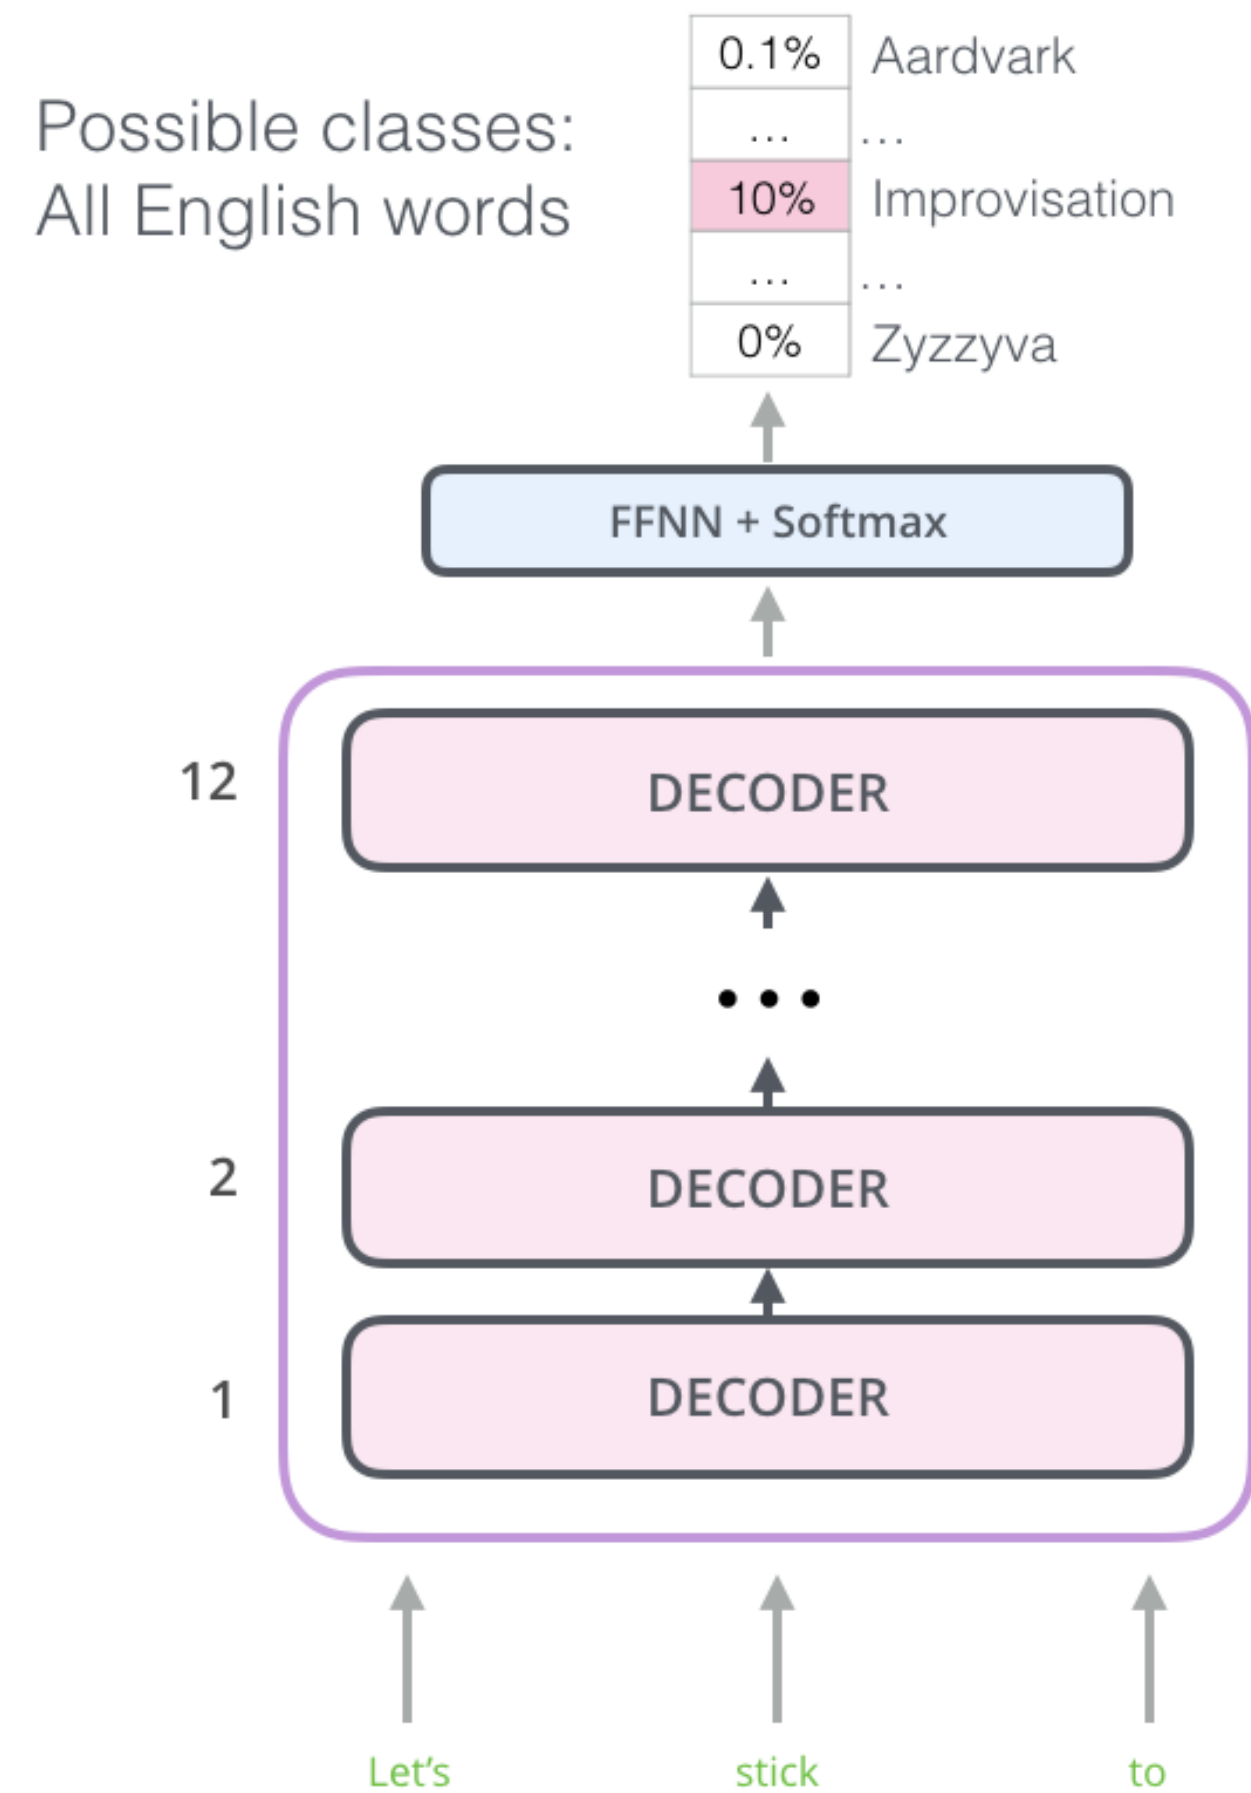 0.1% Aardvark
Possible classes:
... ...
All English words
10% Improvisation
... ...
0% Zyzzyva
FFNN + Softmax
12 DECODER
...
2 DECODER
1 DECODER
Let's stick to